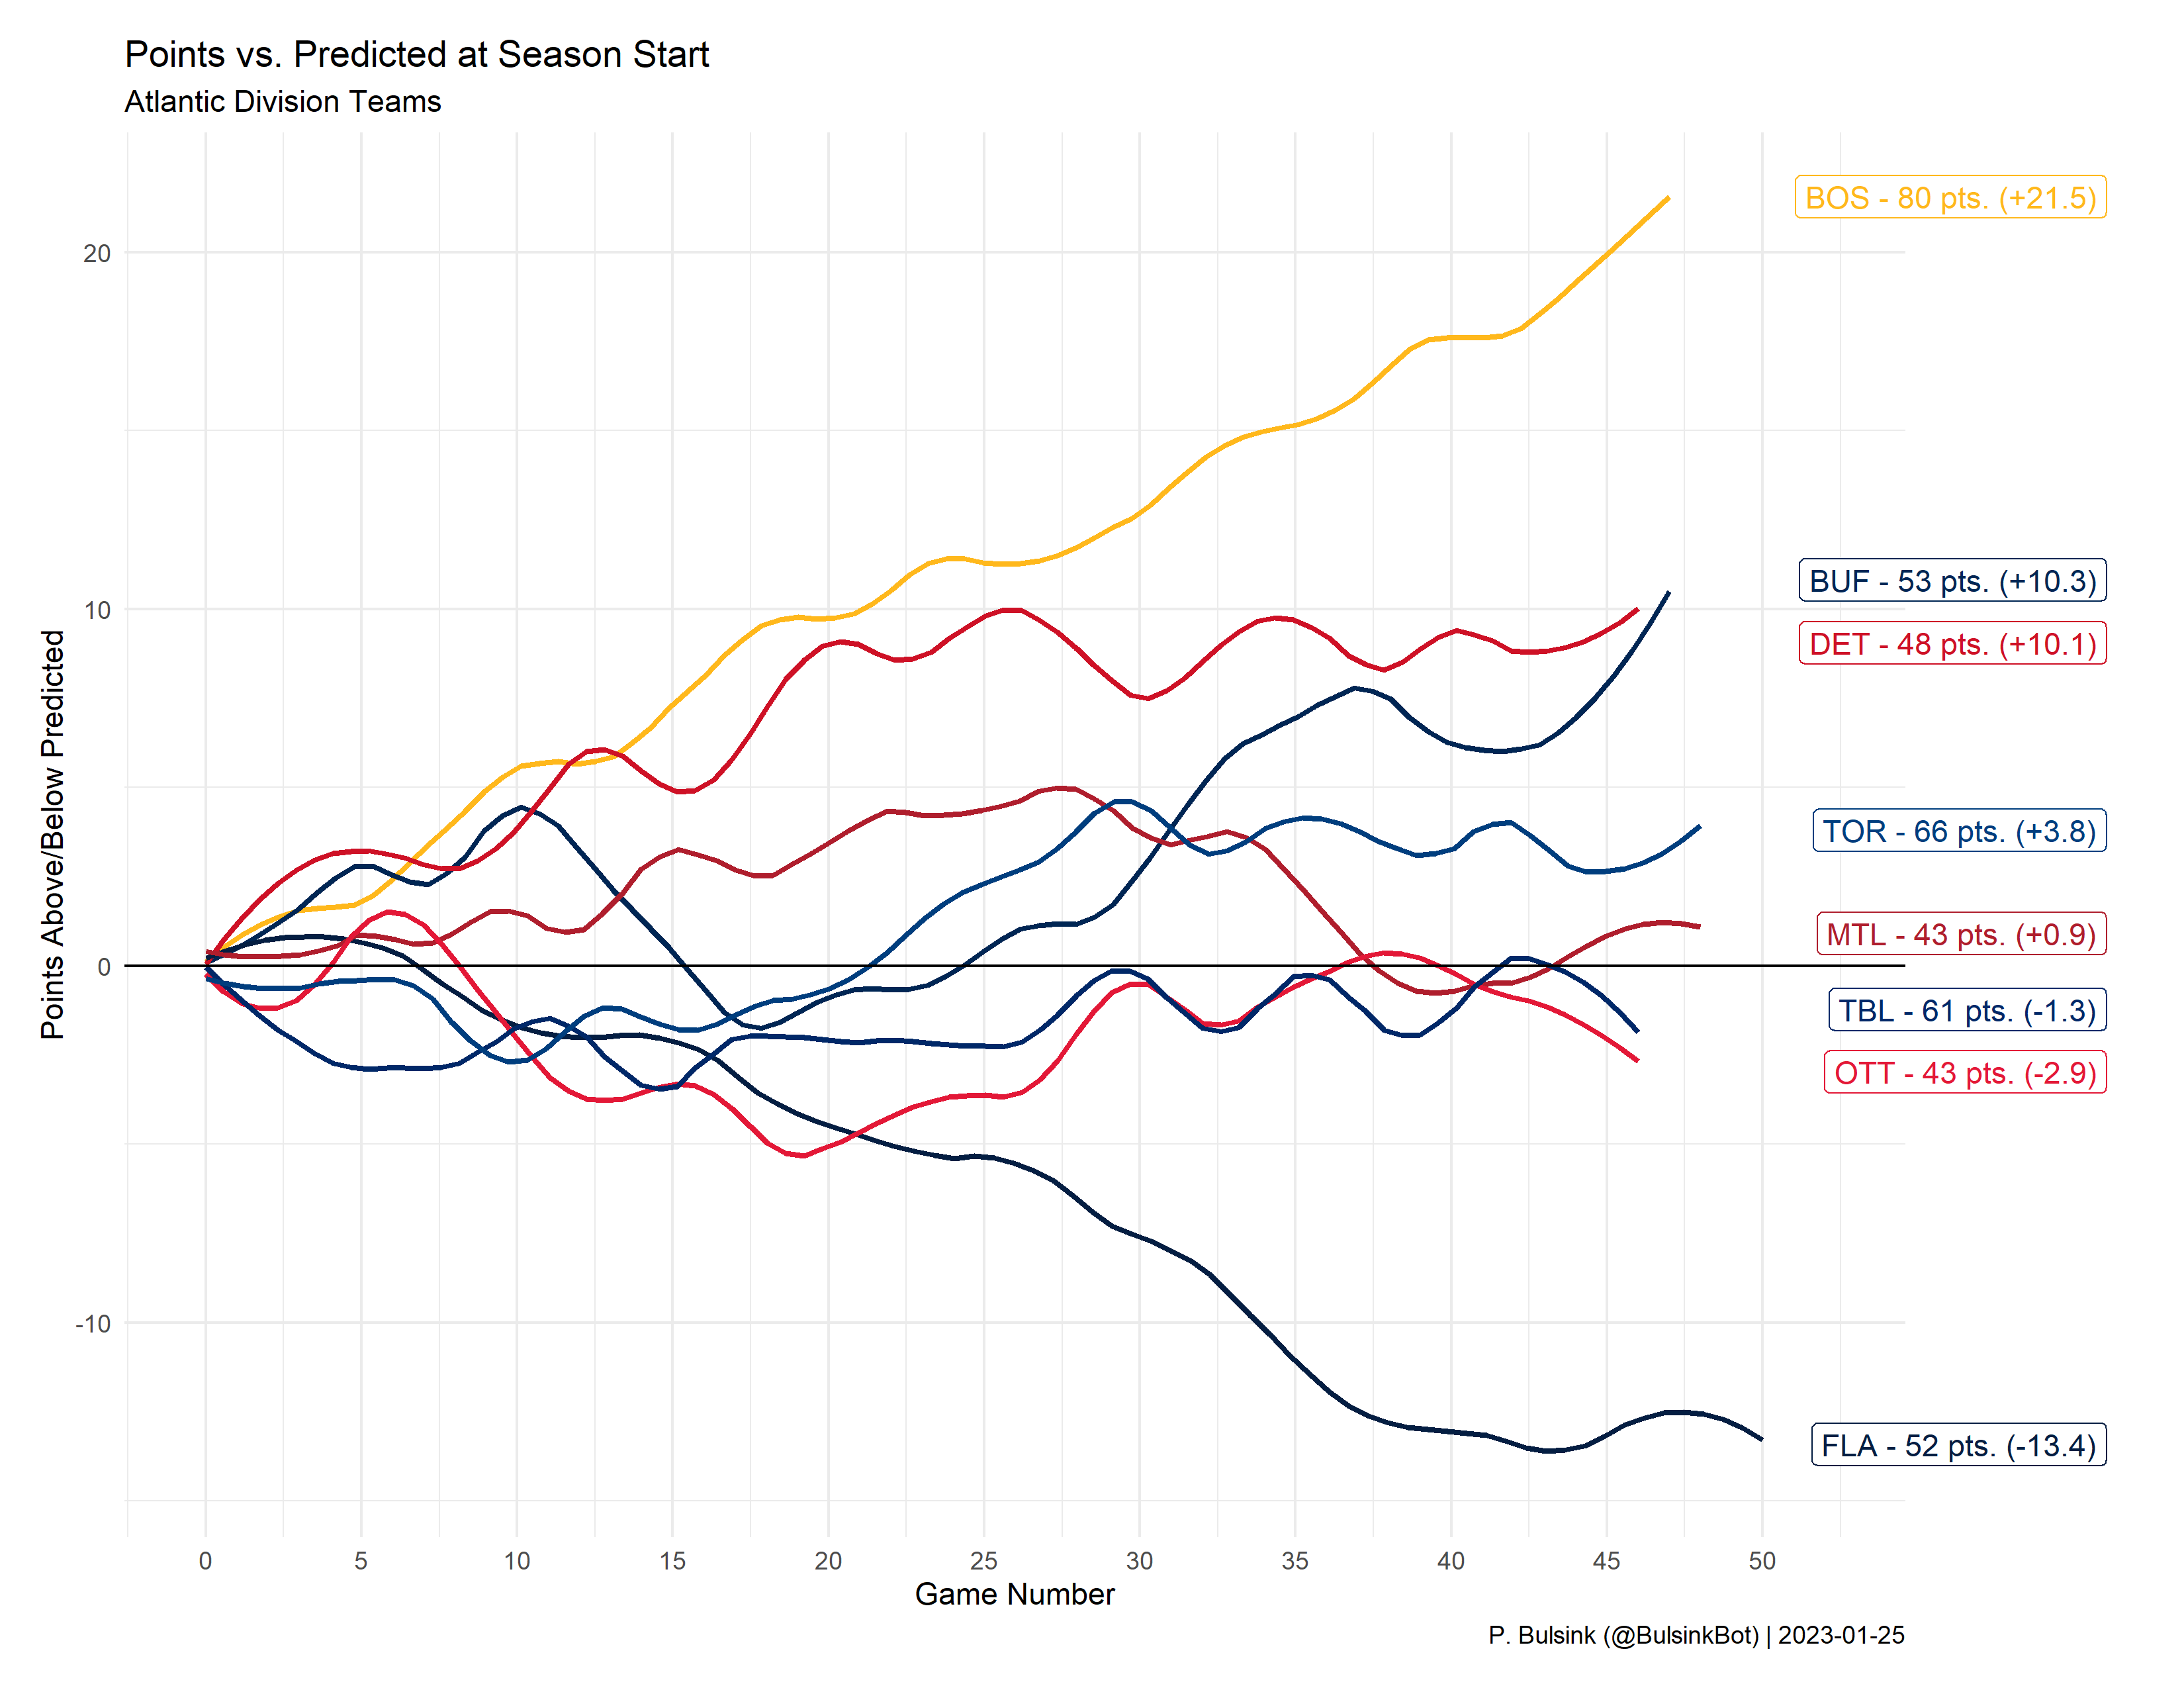 Points vs. Predicted at Season Start
Atlantic Division Teams
Points Above/Below Predicted
20
10
0
-10
BOS - 80 pts. (+21.5)
BUF - 53 pts. (+10.3)
DET - 48 pts. (+10.1)
TOR - 66 pts. (+3.8)
MTL - 43 pts. (+0.9)
TBL - 61 pts. (-1.3)
OTT - 43 pts. (-2.9)
FLA - 52 pts. (-13.4)
0 5 10 15 20 25 30 35 40 45 50
Game Number
P. Bulsink (@BulsinkBot) | 2023-01-25